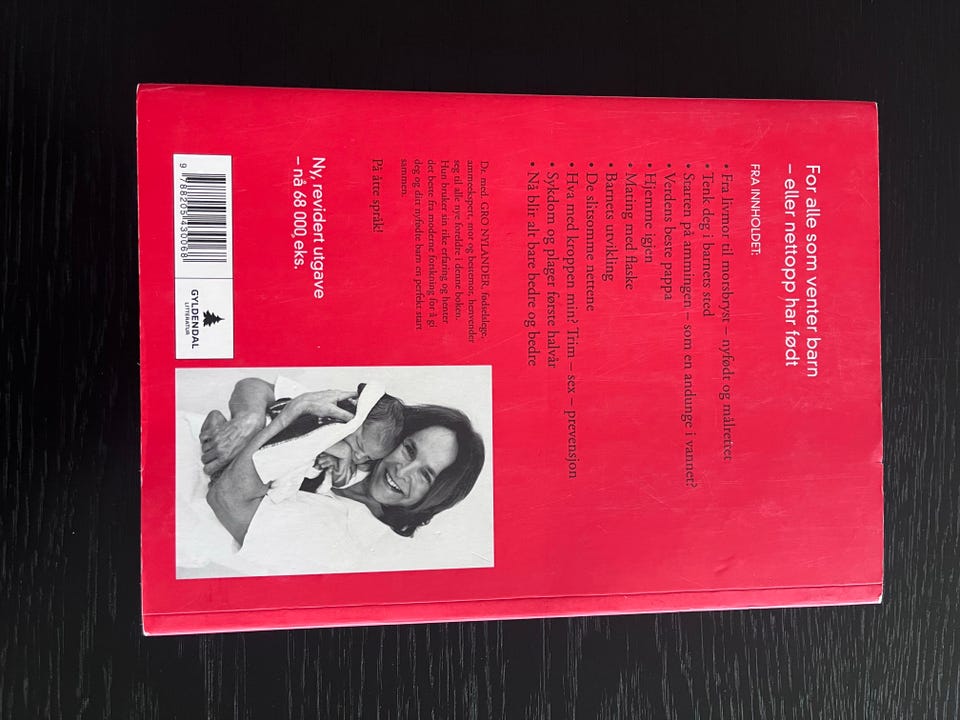 For alle som venter barn
– eller nettopp har født
FRA INNHOLDET:
• Fra livmor til morsbryst – nyfødt og målrettet
• Tenk deg i barnets sted
• Starten på ammingen – som en andunge i vannet?
• Verdens beste pappa
• Hjemme igjen
• Mating med flaske
• Barnets utvikling
• De slitsomme nettene
• Hva med kroppen min? Trim – sex – prevensjon
• Sykdom og plager første halvår
• Nå blir alt bare bedre og bedre
Dr. med. GRO NYLANDER, fødselslege,
ammeekspert, mor og bestemor, henvender
seg til alle nye foreldre i denne boken.
Hun bruker sin rike erfaring og henter
det beste fra moderne forskning for å gi
deg og ditt nyfødte barn en perfekt start
sammen.
På åtte språk!
Ny, revidert utgave
– nå 68 000 eks.
9 788205 430068
GYLDENDAL
LITTERATUR